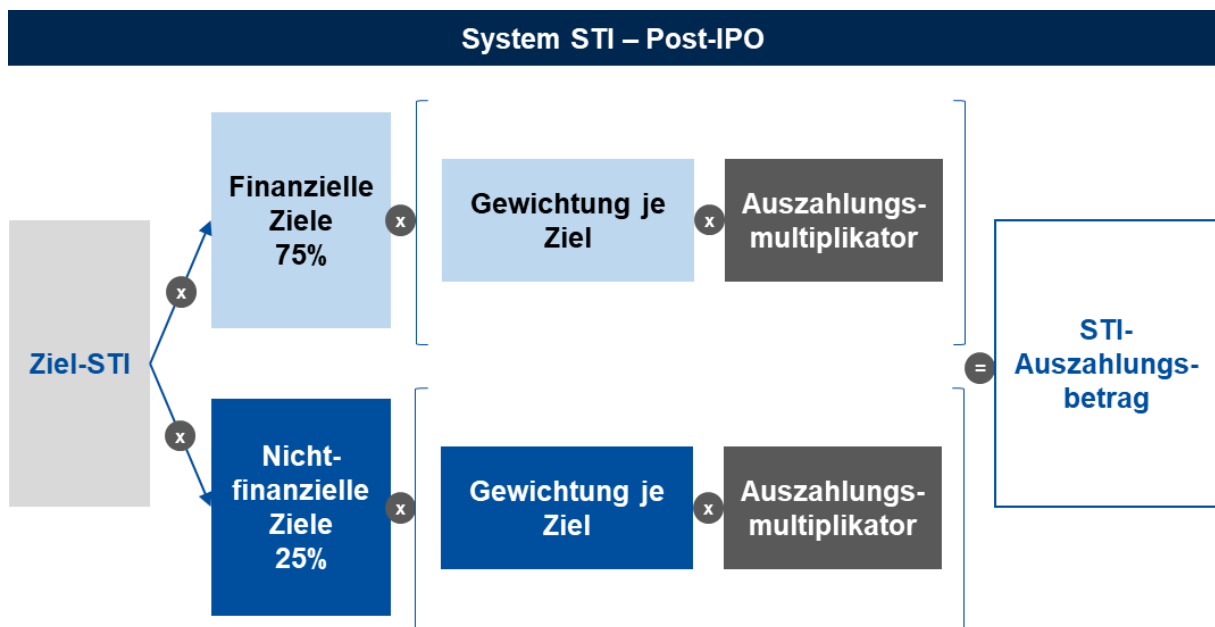 System STI – Post-IPO
Finanzielle
Ziele
75%
x
Gewichtung je
Ziel
x
Auszahlungs-
multiplikator
x
Ziel-STI
STI-
Auszahlungs-
betrag
=
x
Nicht-
finanzielle
Ziele
25%
x
Gewichtung je
Ziel
x
Auszahlungs-
multiplikator